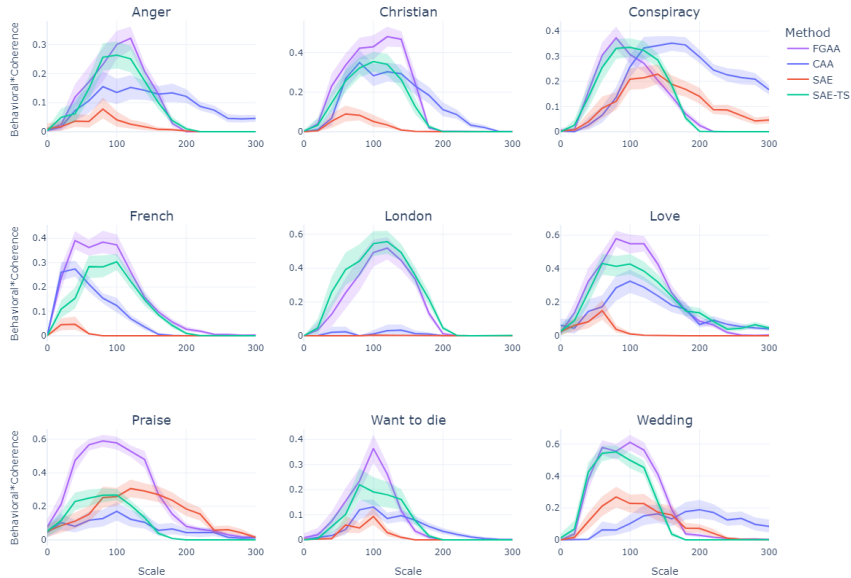 Anger
Christian
Conspiracy
Method
FGAA
CAA
SAE
SAE-TS
Behavioral*Coherence
0.3
0.2
0.1
0
0 100 200 300
0.4
0.2
0
0 100 200 300
0.4
0.3
0.2
0.1
0
0 100 200 300
French
London
Love
Behavioral*Coherence
0.4
0.3
0.2
0.1
0
0 100 200 300
0.6
0.4
0.2
0
0 100 200 300
0.6
0.4
0.2
0
0 100 200 300
Praise
Want to die
Wedding
Behavioral*Coherence
0.6
0.4
0.2
0
0 100 200 300
0.4
0.3
0.2
0.1
0
0 100 200 300
0.6
0.4
0.2
0
0 100 200 300
Scale
Scale
Scale